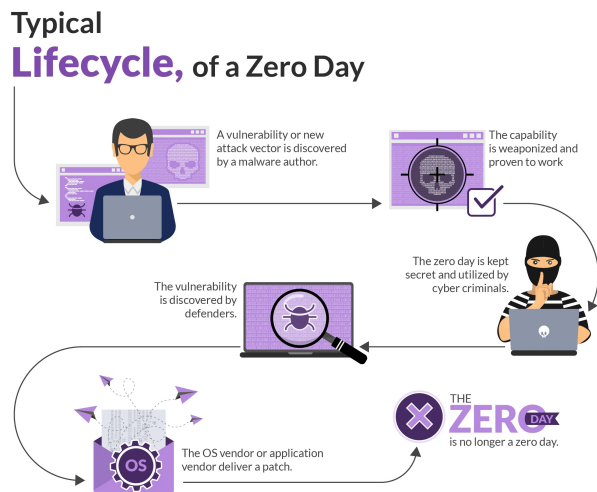 Typical
Lifecycle, of a Zero Day
A vulnerability or new
attack vector is discovered
by a malware author.
The capability
is weaponized and
proven to work
The zero day is kept
secret and utilized by
cyber criminals.
The vulnerability
is discovered by
defenders.
OS
The OS vendor or application
vendor deliver a patch.
THE
ZERO DAY
is no longer a zero day.